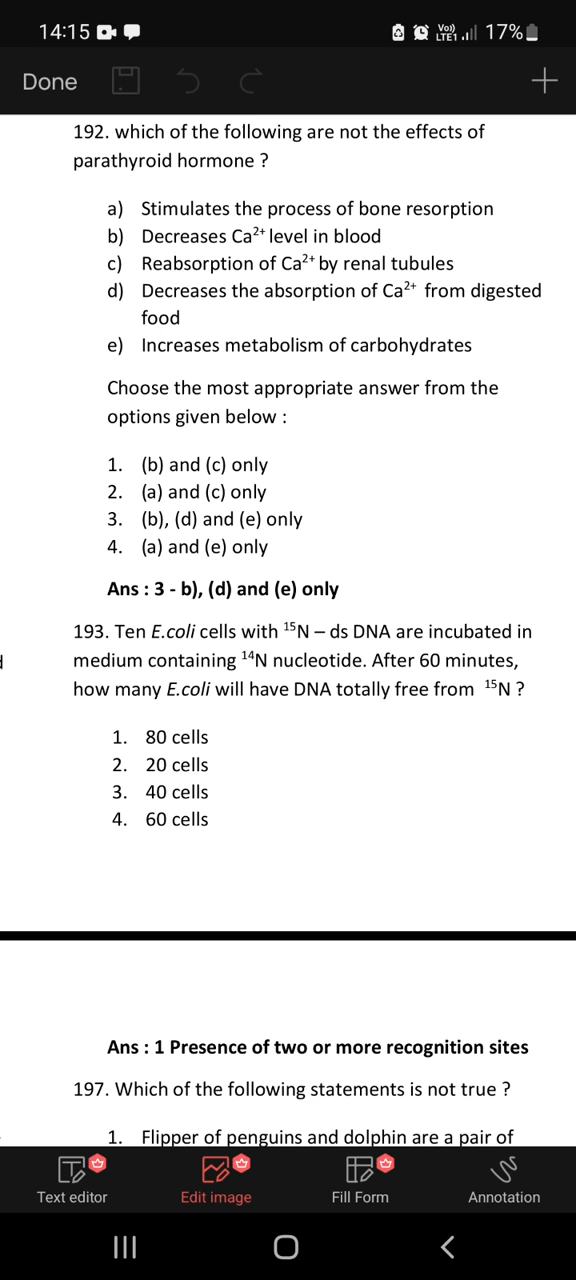 14:15
Vo))
LTE1 17%
Done
192. which of the following are not the effects of
parathyroid hormone ?
a) Stimulates the process of bone resorption
b) Decreases Ca²⁺ level in blood
c) Reabsorption of Ca²⁺ by renal tubules
d) Decreases the absorption of Ca²⁺ from digested
food
e) Increases metabolism of carbohydrates
Choose the most appropriate answer from the
options given below :
1. (b) and (c) only
2. (a) and (c) only
3. (b), (d) and (e) only
4. (a) and (e) only
Ans : 3 - b), (d) and (e) only
193. Ten E.coli cells with ¹⁵N – ds DNA are incubated in
medium containing ¹⁴N nucleotide. After 60 minutes,
how many E.coli will have DNA totally free from ¹⁵N ?
1. 80 cells
2. 20 cells
3. 40 cells
4. 60 cells
Ans : 1 Presence of two or more recognition sites
197. Which of the following statements is not true ?
1. Flipper of penguins and dolphin are a pair of
Text editor Edit image Fill Form Annotation